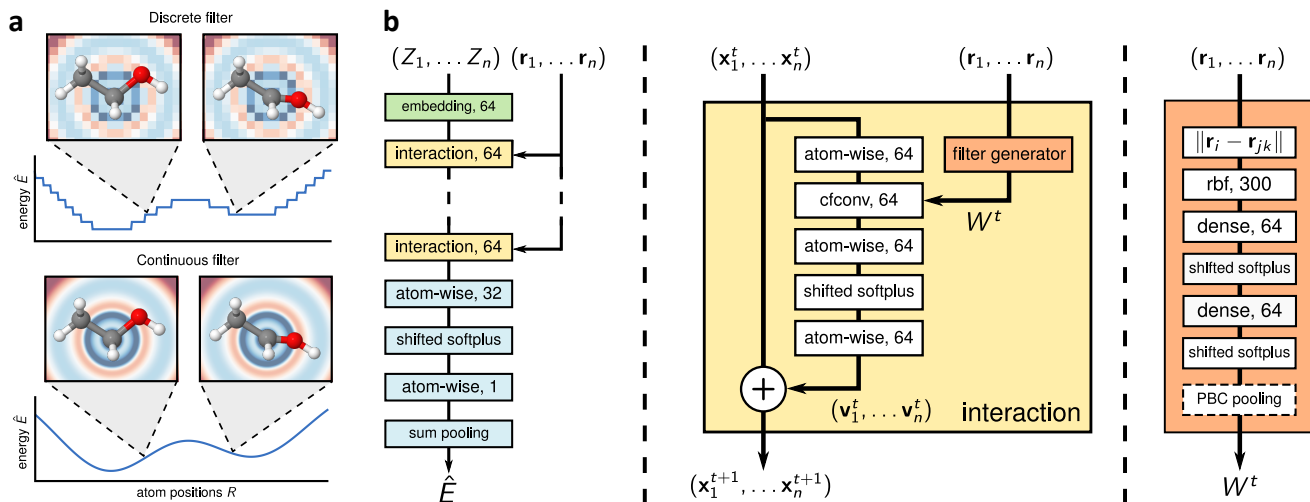 a
Discrete filter
energy Ê
Continuous filter
energy Ê
atom positions R
b
(Z₁, . . . Zₙ) (r₁, . . . rₙ)
embedding, 64
interaction, 64
interaction, 64
atom-wise, 32
shifted softplus
atom-wise, 1
sum pooling
Ê
(x₁ᵗ, . . . xₙᵗ)
(r₁, . . . rₙ)
atom-wise, 64
filter generator
cfconv, 64
Wᵗ
atom-wise, 64
shifted softplus
atom-wise, 64
+
(v₁ᵗ, . . . vₙᵗ)
interaction
(x₁ᵗ⁺¹, . . . xₙᵗ⁺¹)
(r₁, . . . rₙ)
‖rᵢ − rⱼₖ‖
rbf, 300
dense, 64
shifted softplus
dense, 64
shifted softplus
PBC pooling
Wᵗ